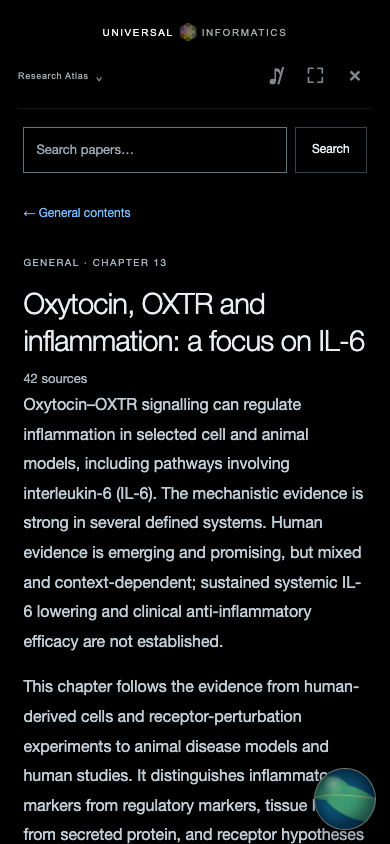 UNIVERSAL INFORMATICS
Research Atlas
Search papers...
Search
← General contents
GENERAL · CHAPTER 13
Oxytocin, OXTR and
inflammation: a focus on IL-6
42 sources
Oxytocin–OXTR signalling can regulate
inflammation in selected cell and animal
models, including pathways involving
interleukin-6 (IL-6). The mechanistic evidence is
strong in several defined systems. Human
evidence is emerging and promising, but mixed
and context-dependent; sustained systemic IL-
6 lowering and clinical anti-inflammatory
efficacy are not established.
This chapter follows the evidence from human-
derived cells and receptor-perturbation
experiments to animal disease models and
human studies. It distinguishes
markers from regulatory markers, tissue
from secreted protein, and receptor hypotheses